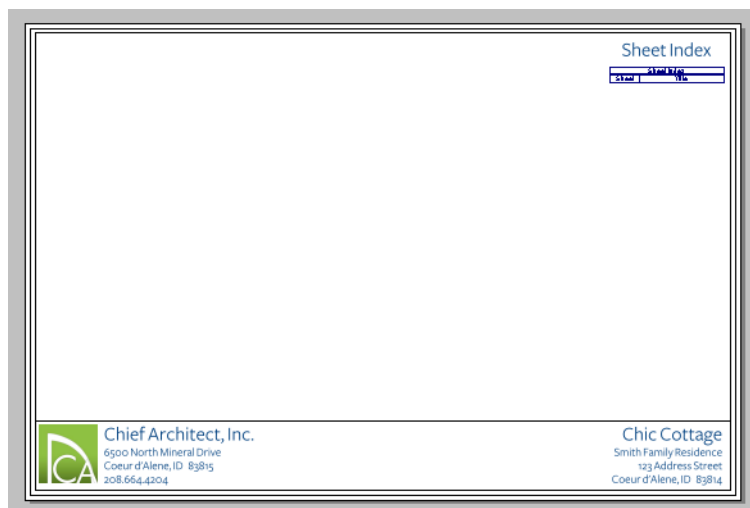 Sheet Index
Sheet Index
Sheet Title
Chief Architect, Inc.
6500 North Mineral Drive
Coeur d'Alene, ID 83815
208.664.4204
CA
Chic Cottage
Smith Family Residence
123 Address Street
Coeur d'Alene, ID 83814